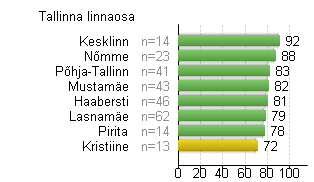 Tallinna linnaosa
Kesklinn n=14 92
Nõmme n=23 88
Põhja-Tallinn n=41 83
Mustamäe n=43 82
Haabersti n=46 81
Lasnamäe n=62 79
Pirita n=14 78
Kristiine n=13 72
0 20 40 60 80 100